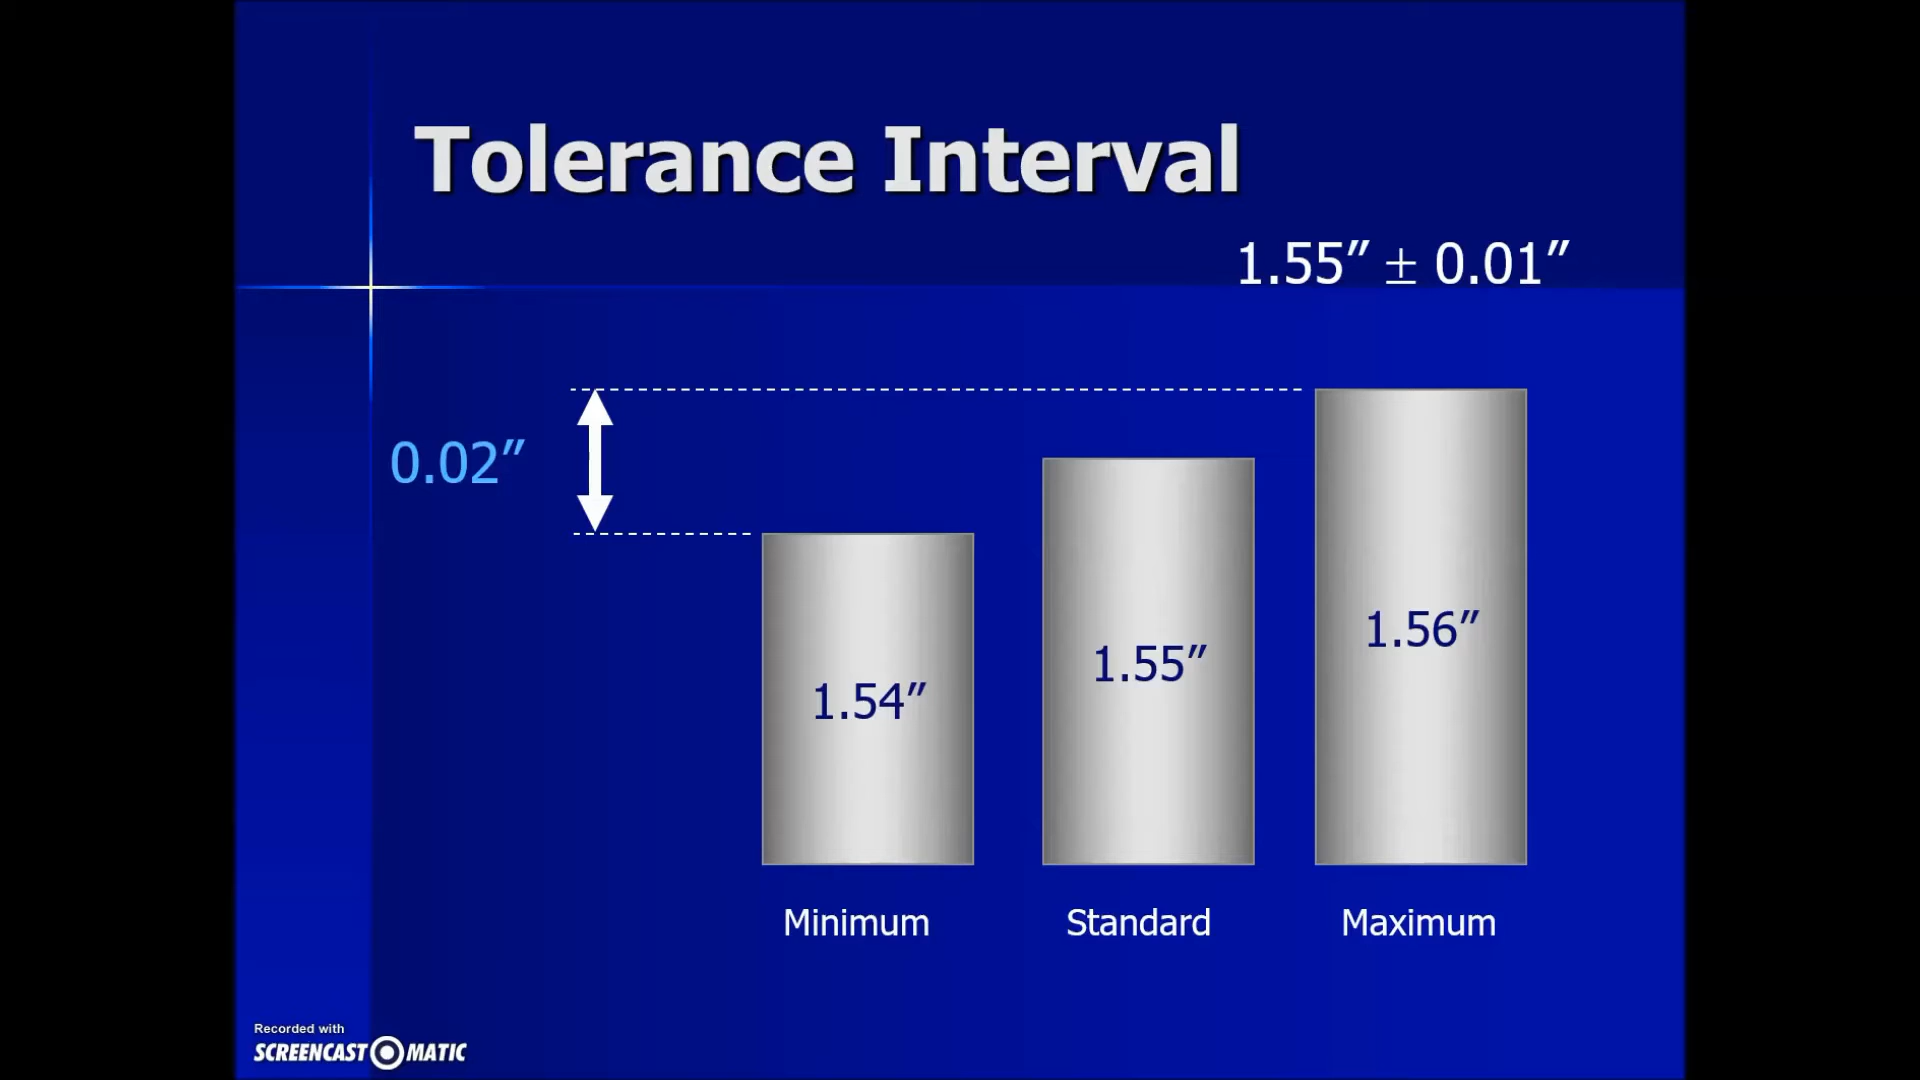 Tolerance Interval
1.55” ± 0.01”
0.02”
1.54”
1.55”
1.56”
Minimum
Standard
Maximum
Recorded with
SCREENCAST MATIC